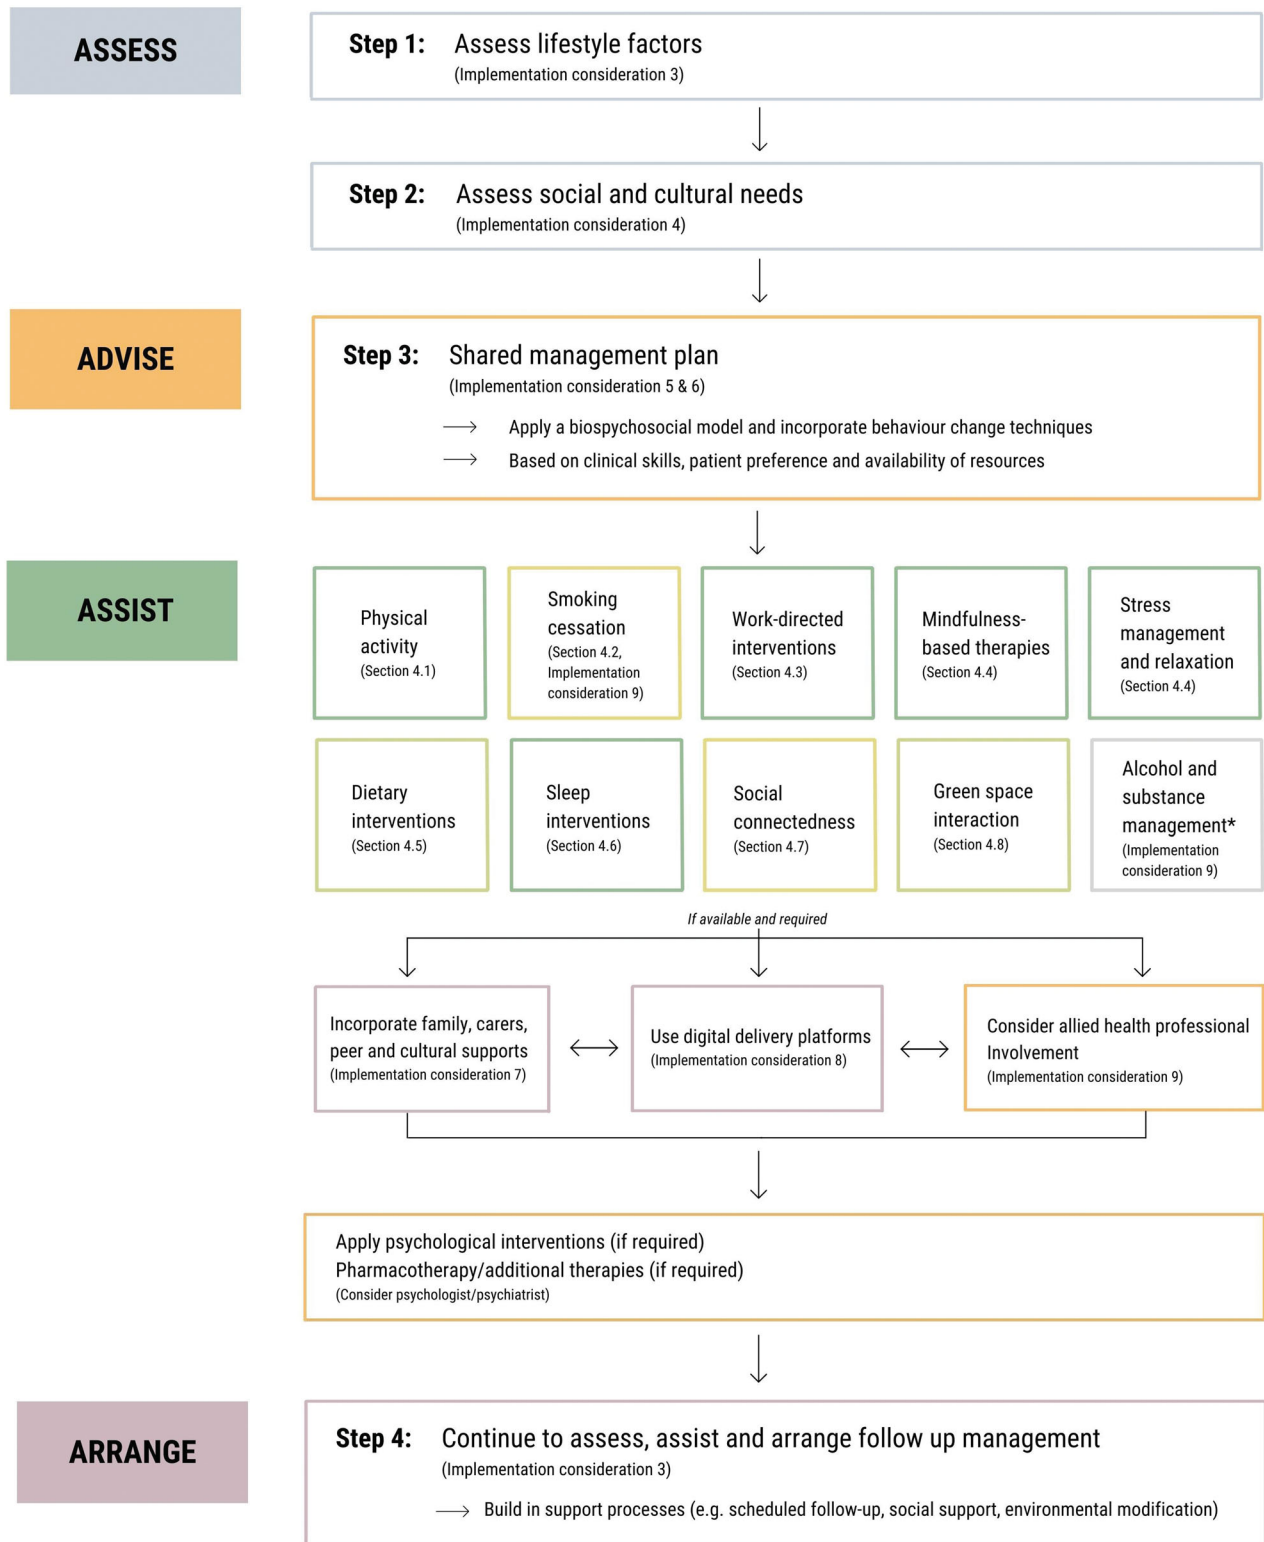 ASSESS
Step 1: Assess lifestyle factors
(Implementation consideration 3)
Step 2: Assess social and cultural needs
(Implementation consideration 4)
ADVISE
Step 3: Shared management plan
(Implementation consideration 5 & 6)
Apply a biospychosocial model and incorporate behaviour change techniques
Based on clinical skills, patient preference and availability of resources
ASSIST
Physical
activity
(Section 4.1)
Smoking
cessation
(Section 4.2,
Implementation
consideration 9)
Work-directed
interventions
(Section 4.3)
Mindfulness-
based therapies
(Section 4.4)
Stress
management
and relaxation
(Section 4.4)
Dietary
interventions
(Section 4.5)
Sleep
interventions
(Section 4.6)
Social
connectedness
(Section 4.7)
Green space
interaction
(Section 4.8)
Alcohol and
substance
management*
(Implementation
consideration 9)
If available and required
Incorporate family, carers,
peer and cultural supports
(Implementation consideration 7)
Use digital delivery platforms
(Implementation consideration 8)
Consider allied health professional
Involvement
(Implementation consideration 9)
Apply psychological interventions (if required)
Pharmacotherapy/additional therapies (if required)
(Consider psychologist/psychiatrist)
ARRANGE
Step 4: Continue to assess, assist and arrange follow up management
(Implementation consideration 3)
Build in support processes (e.g. scheduled follow-up, social support, environmental modification)